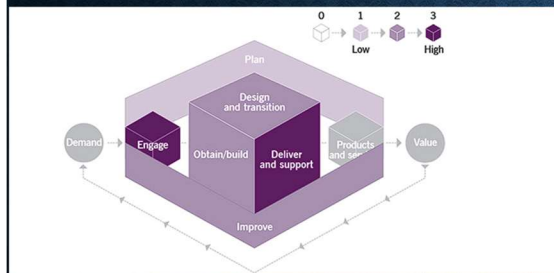 0 1 2 3
Low High
Plan
Design
and transition
Demand
Engage
Obtain/build
Deliver
and support
Products
and
Value
Improve